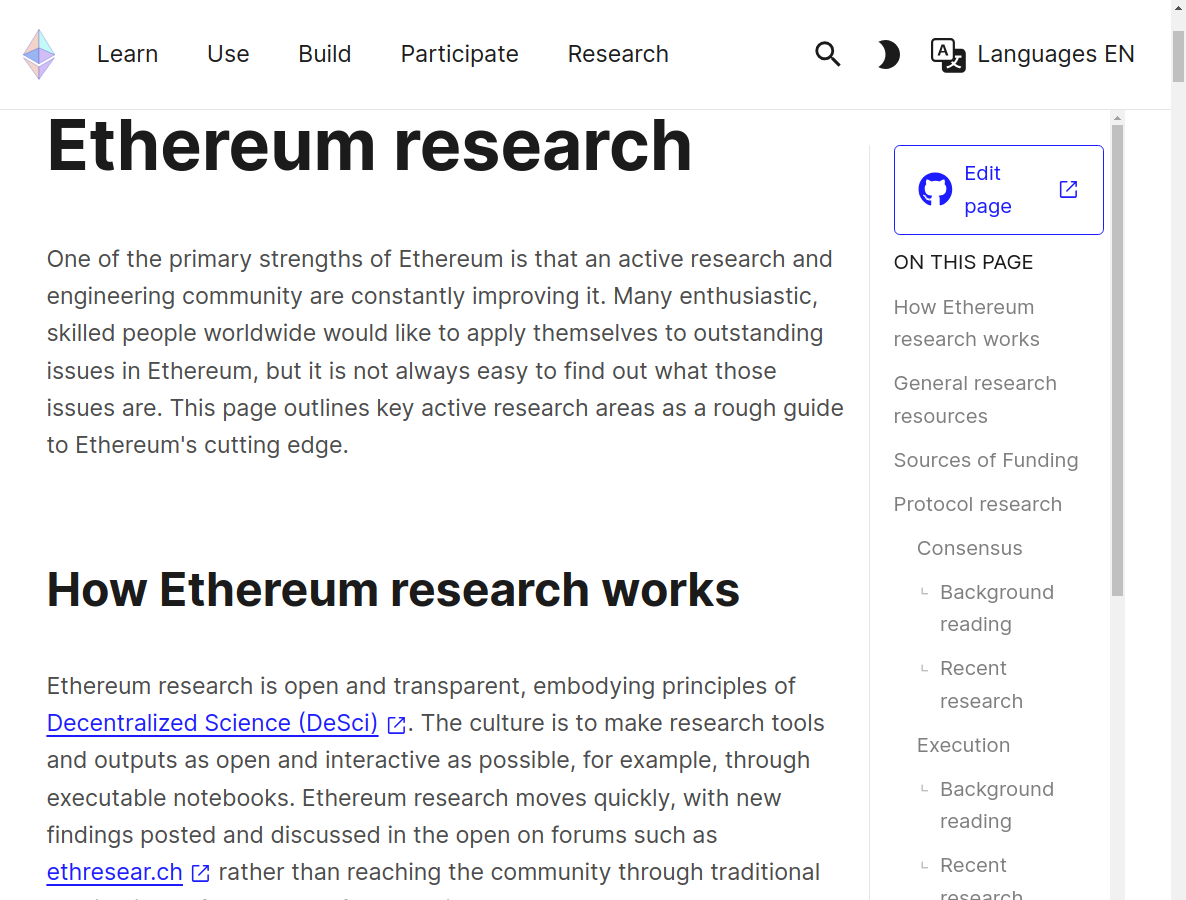 Learn Use Build Participate Research Languages EN
Ethereum research
One of the primary strengths of Ethereum is that an active research and
engineering community are constantly improving it. Many enthusiastic,
skilled people worldwide would like to apply themselves to outstanding
issues in Ethereum, but it is not always easy to find out what those
issues are. This page outlines key active research areas as a rough guide
to Ethereum's cutting edge.
How Ethereum research works
Ethereum research is open and transparent, embodying principles of
Decentralized Science (DeSci). The culture is to make research tools
and outputs as open and interactive as possible, for example, through
executable notebooks. Ethereum research moves quickly, with new
findings posted and discussed in the open on forums such as
ethresear.ch rather than reaching the community through traditional
Edit
page
ON THIS PAGE
How Ethereum
research works
General research
resources
Sources of Funding
Protocol research
Consensus
Background
reading
Recent
research
Execution
Background
reading
Recent
research